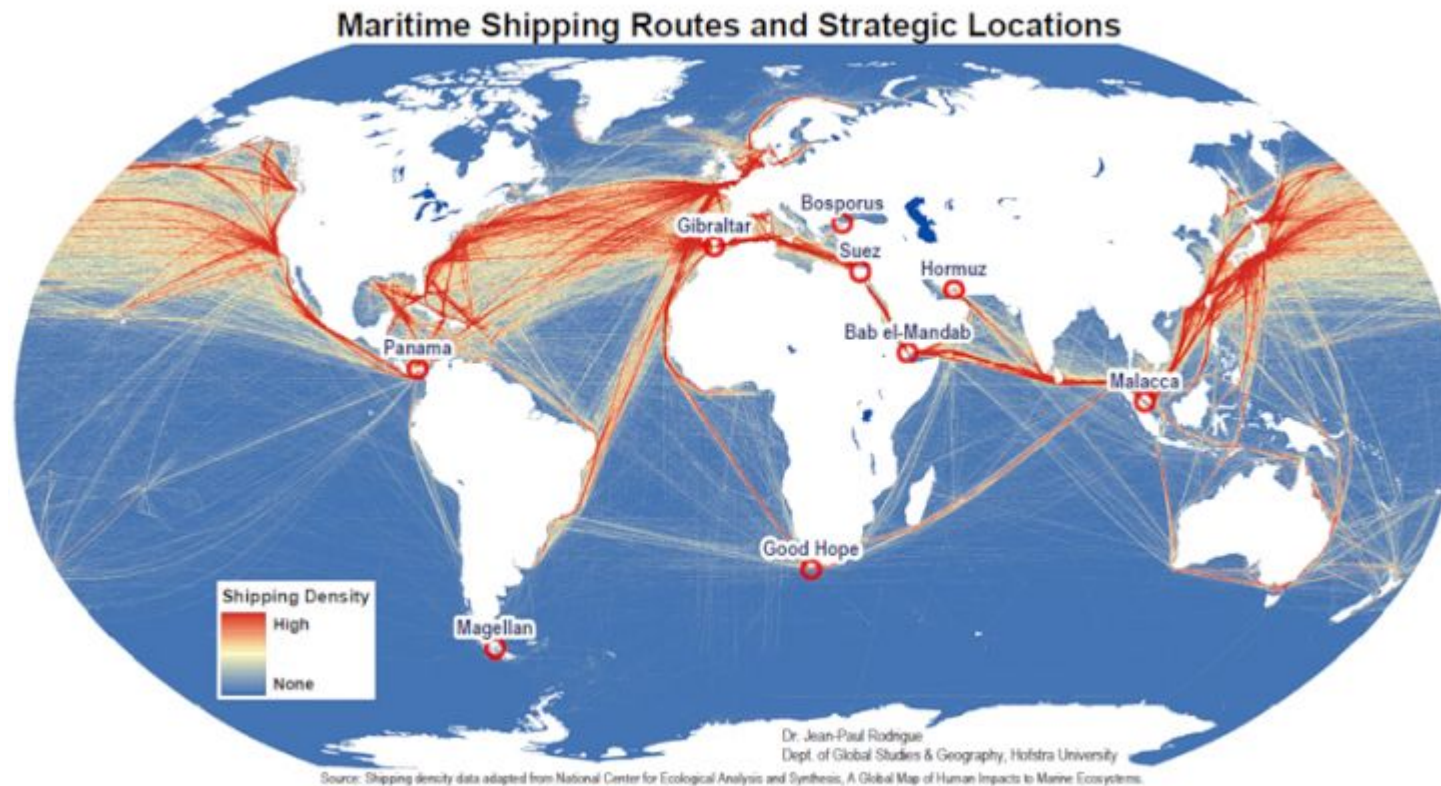 Maritime Shipping Routes and Strategic Locations
Bosporus
Gibraltar
Suez
Hormuz
Bab el-Mandab
Panama
Malacca
Good Hope
Magellan
Shipping Density
High
None
Dr. Jean-Paul Rodrigue
Dept. of Global Studies & Geography, Hofstra University
Source: Shipping density data adapted from National Center for Ecological Analysis and Synthesis, A Global Map of Human Impacts to Marine Ecosystems.